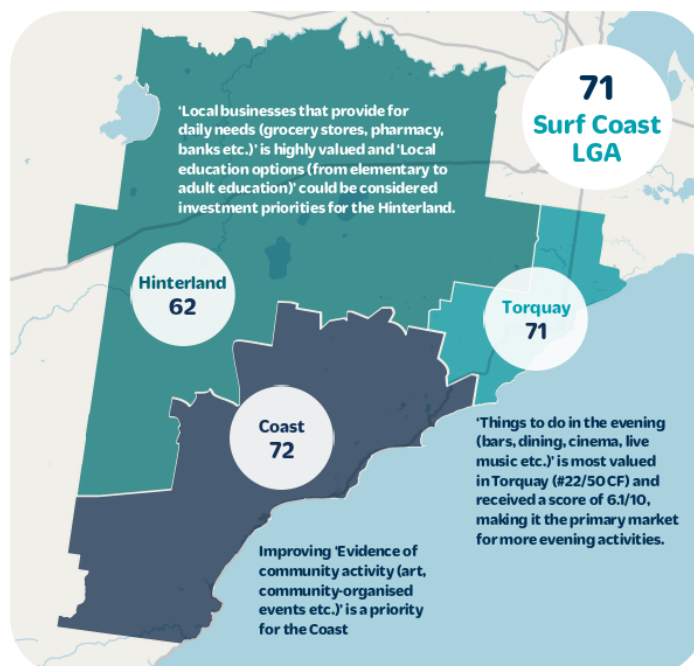 71
Surf Coast
LGA
‘Local businesses that provide for
daily needs (grocery stores, pharmacy,
banks etc.)’ is highly valued and ‘Local
education options (from elementary to
adult education)’ could be considered
investment priorities for the Hinterland.
Hinterland
62
Torquay
71
Coast
72
‘Things to do in the evening
(bars, dining, cinema, live
music etc.)’ is most valued
in Torquay (#22/50 CF) and
received a score of 6.1/10,
making it the primary market
for more evening activities.
Improving ‘Evidence of
community activity (art,
community-organised
events etc.)’ is a priority
for the Coast